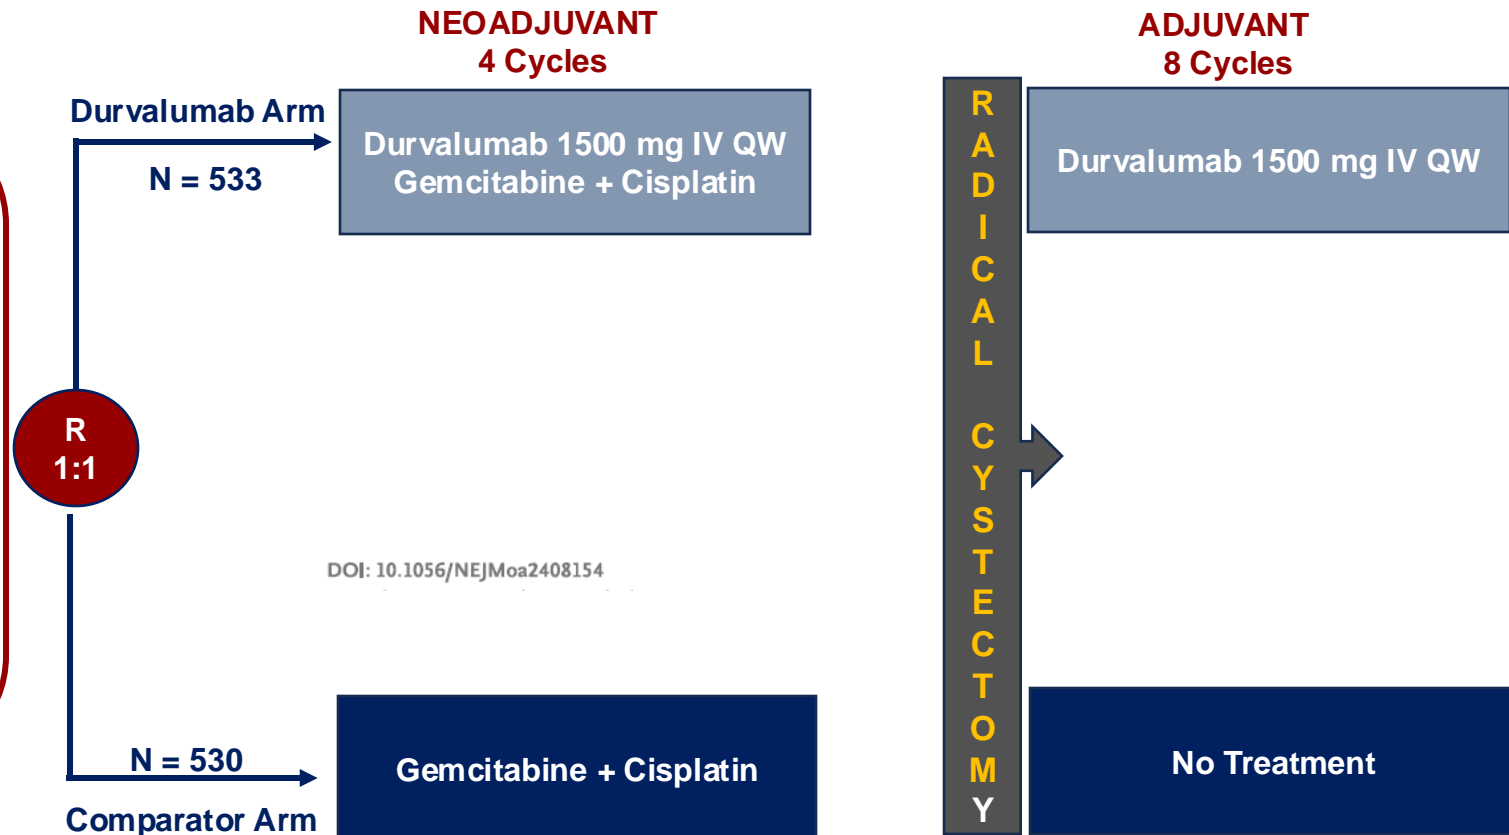 NEOADJUVANT
4 Cycles
ADJUVANT
8 Cycles
Durvalumab Arm
N = 533
Durvalumab 1500 mg IV QW
Gemcitabine + Cisplatin
RADICAL CYSTECTOMY
Durvalumab 1500 mg IV QW
R
1:1
DOI: 10.1056/NEJMoa2408154
N = 530
Comparator Arm
Gemcitabine + Cisplatin
No Treatment